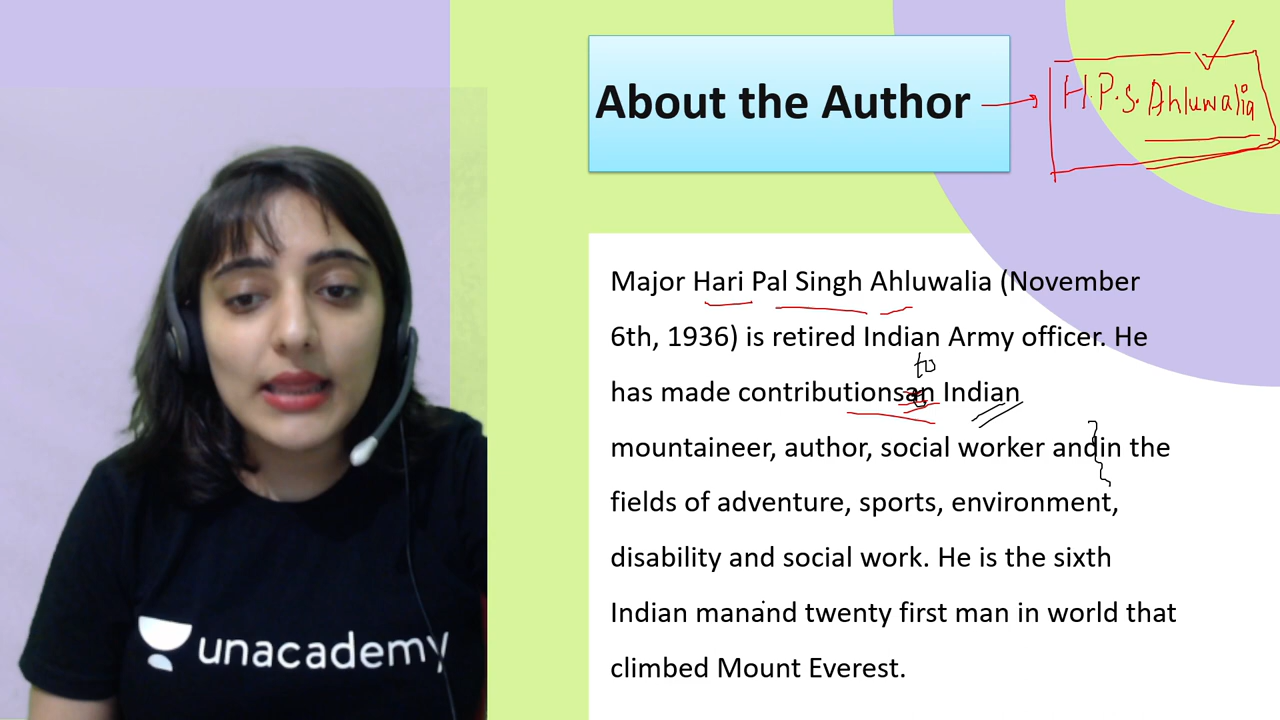 About the Author
H.P.S. Ahluwalia
Major Hari Pal Singh Ahluwalia (November
6th, 1936) is retired Indian Army officer. He
to
has made contributionsan Indian
mountaineer, author, social worker andin the
fields of adventure, sports, environment,
disability and social work. He is the sixth
Indian manand twenty first man in world that
climbed Mount Everest.
unacademy